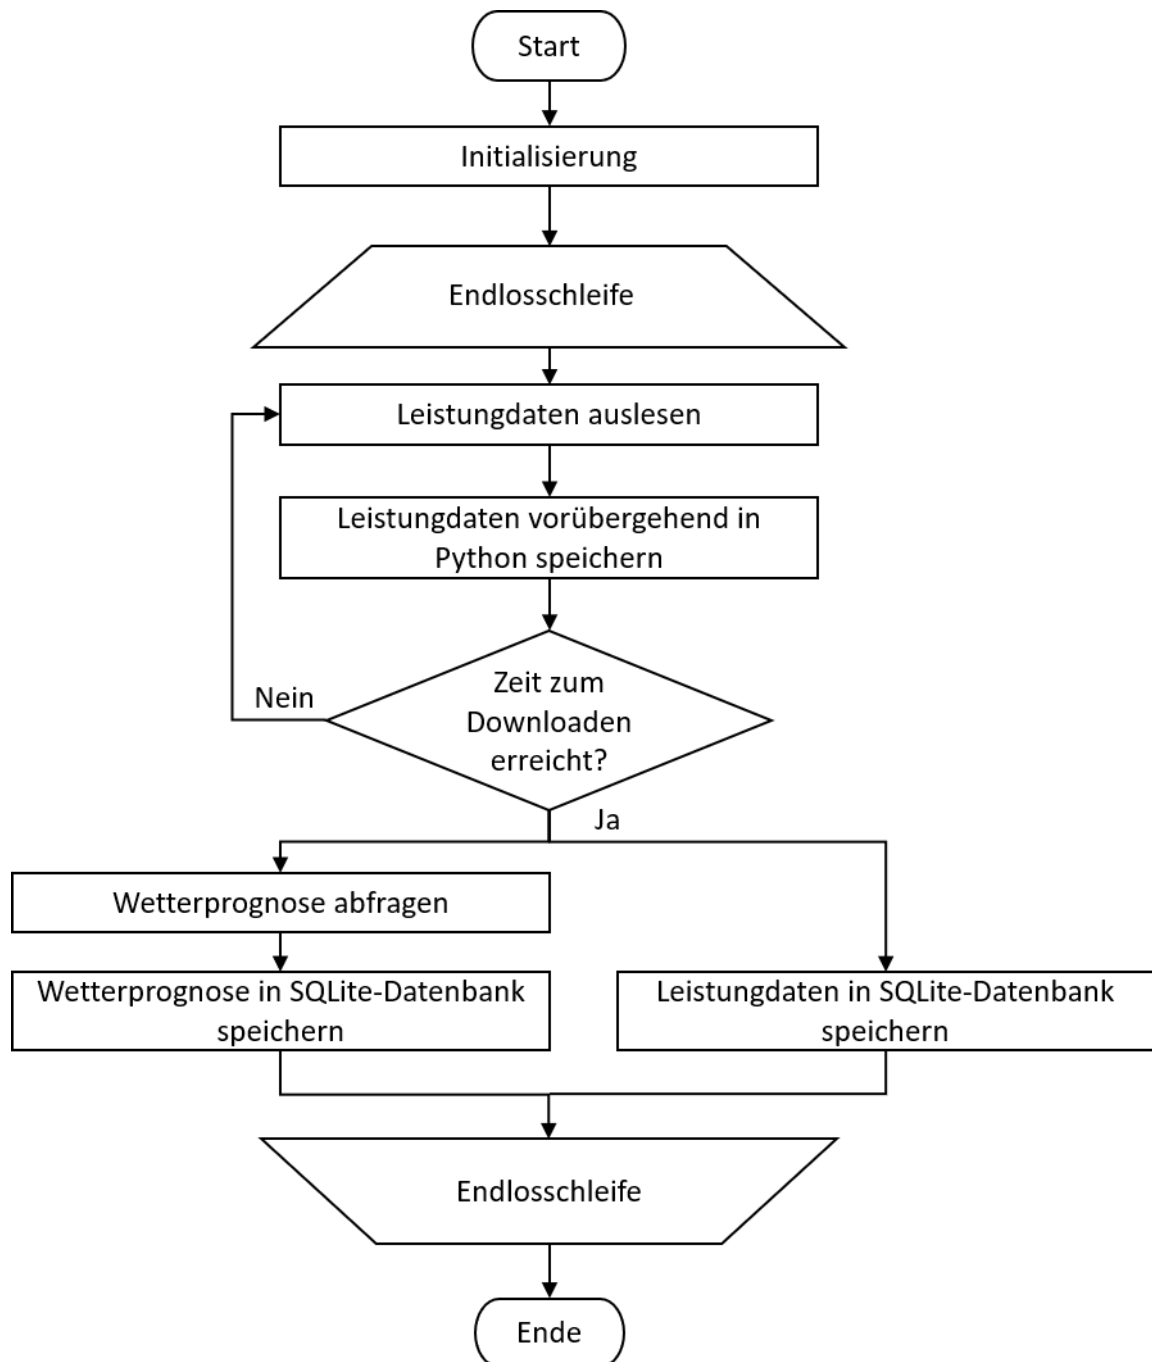 Start
Initialisierung
Endlosschleife
Leistungdaten auslesen
Leistungdaten vorübergehend in
Python speichern
Zeit zum
Downloaden
erreicht?
Nein
Ja
Wetterprognose abfragen
Wetterprognose in SQLite-Datenbank
speichern
Leistungdaten in SQLite-Datenbank
speichern
Endlosschleife
Ende